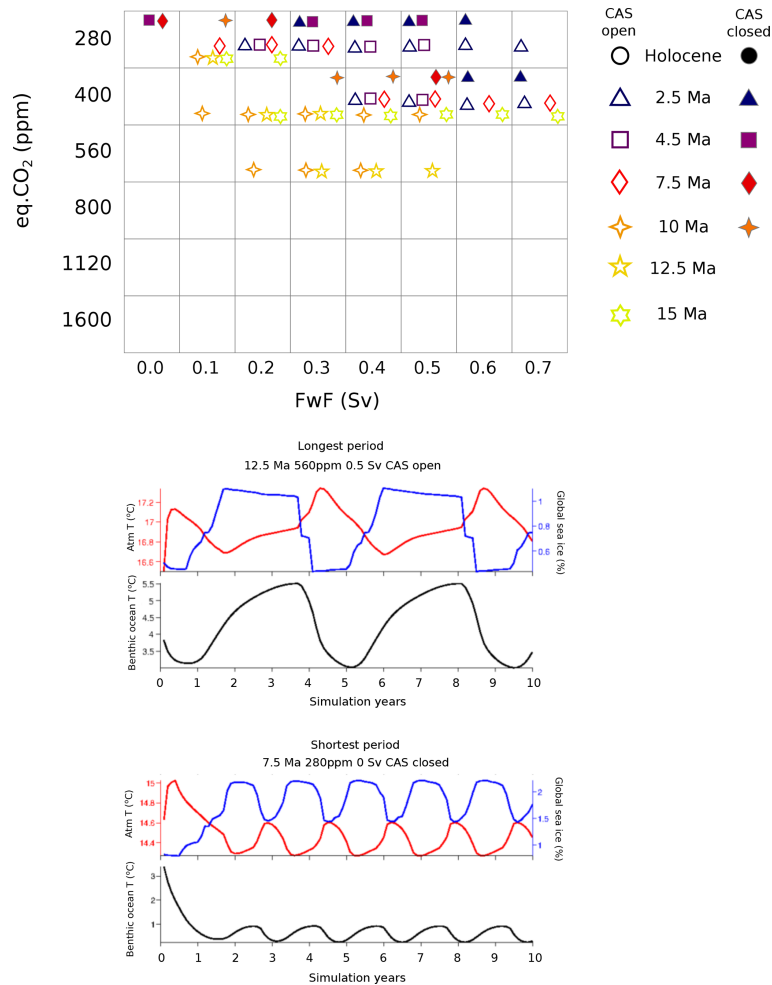 CAS open
CAS closed
280
400
560
800
1120
1600
eq.CO2 (ppm)
0.0 0.1 0.2 0.3 0.4 0.5 0.6 0.7
FwF (Sv)
Holocene
2.5 Ma
4.5 Ma
7.5 Ma
10 Ma
12.5 Ma
15 Ma
Longest period
12.5 Ma 560ppm 0.5 Sv CAS open
Atm T (°C)
17.2
17
16.8
16.6
Global sea ice (%)
1
0.8
0.6
Benthic ocean T (°C)
5.5
5
4.5
4
3.5
0 1 2 3 4 5 6 7 8 9 10
Simulation years
Shortest period
7.5 Ma 280ppm 0 Sv CAS closed
Atm T (°C)
15
14.8
14.6
14.4
Global sea ice (%)
2
1.5
1
Benthic ocean T (°C)
3
2
1
0 1 2 3 4 5 6 7 8 9 10
Simulation years